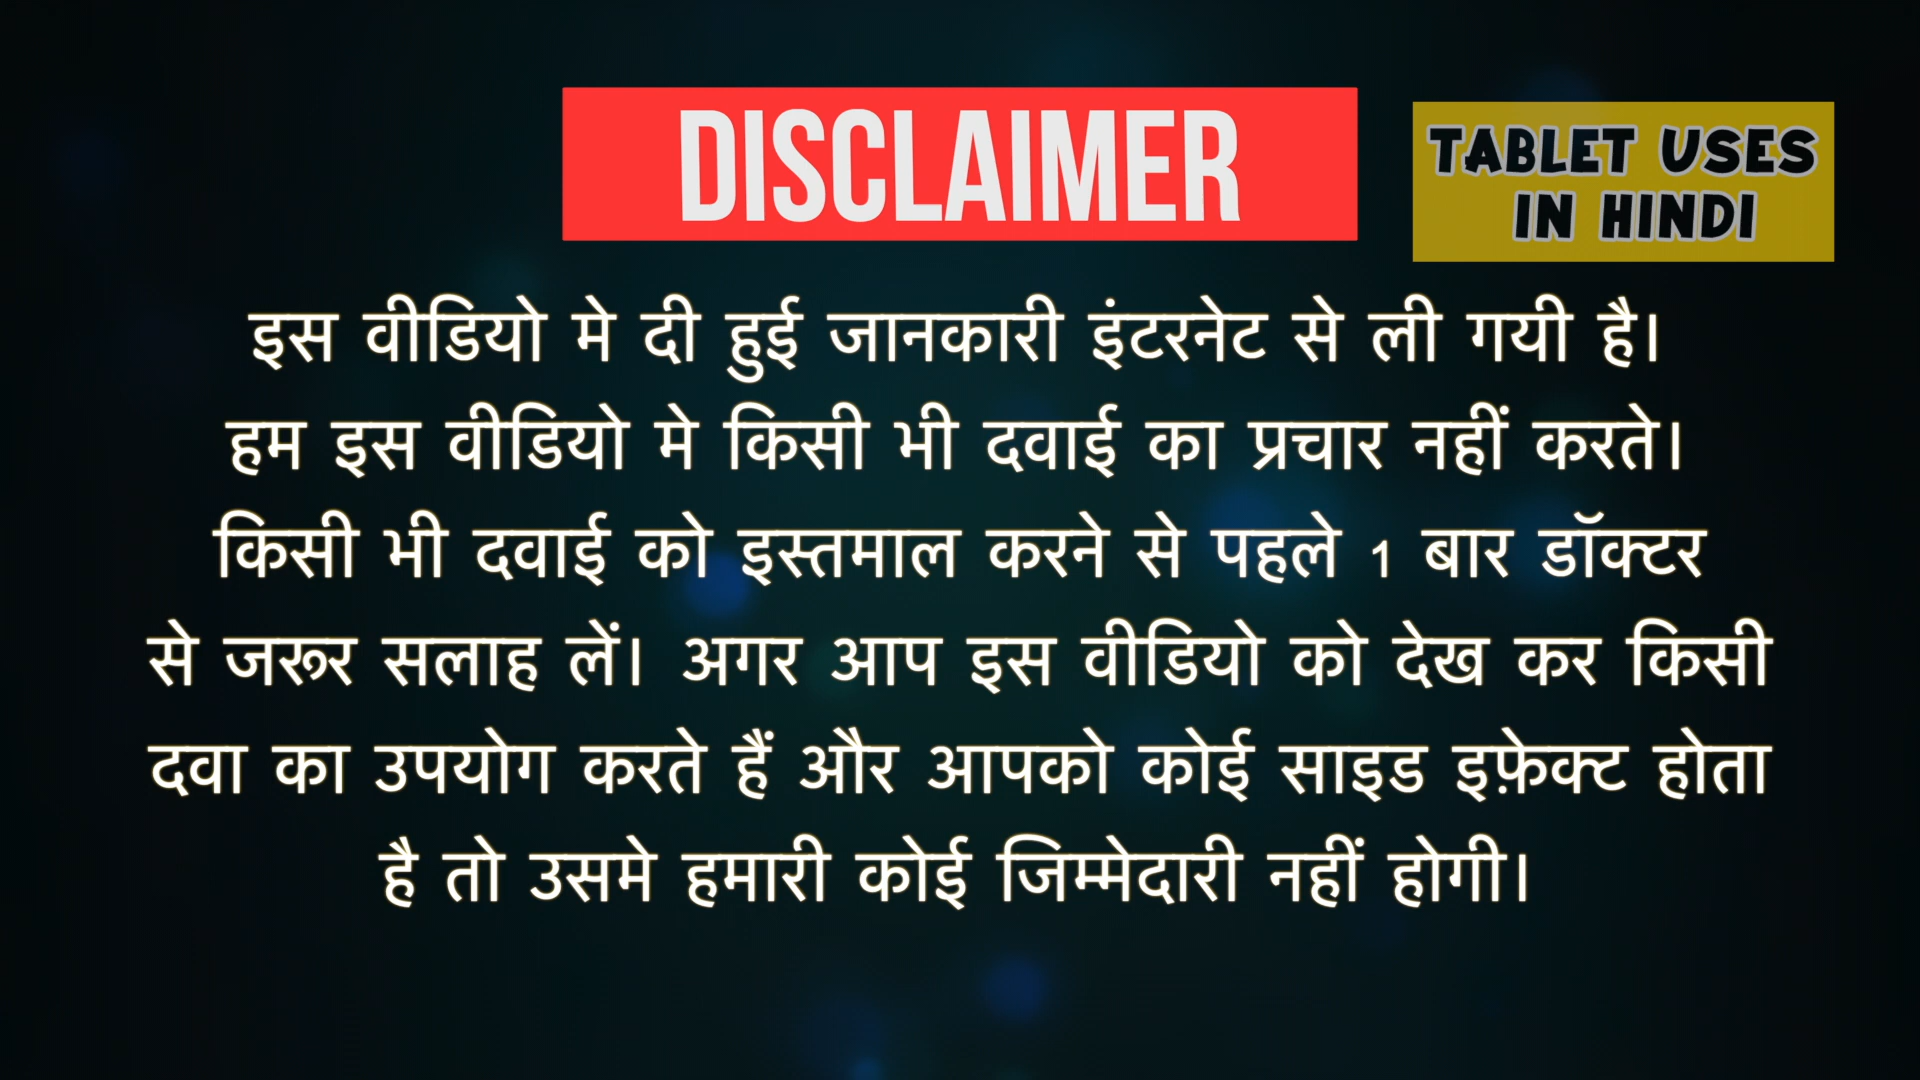 DISCLAIMER
TABLET USES
IN HINDI
इस वीडियो मे दी हुई जानकारी इंटरनेट से ली गयी है।
हम इस वीडियो मे किसी भी दवाई का प्रचार नहीं करते।
किसी भी दवाई को इस्तमाल करने से पहले 1 बार डॉक्टर
से जरूर सलाह लें। अगर आप इस वीडियो को देख कर किसी
दवा का उपयोग करते हैं और आपको कोई साइड इफ़ेक्ट होता
है तो उसमे हमारी कोई जिम्मेदारी नहीं होगी।